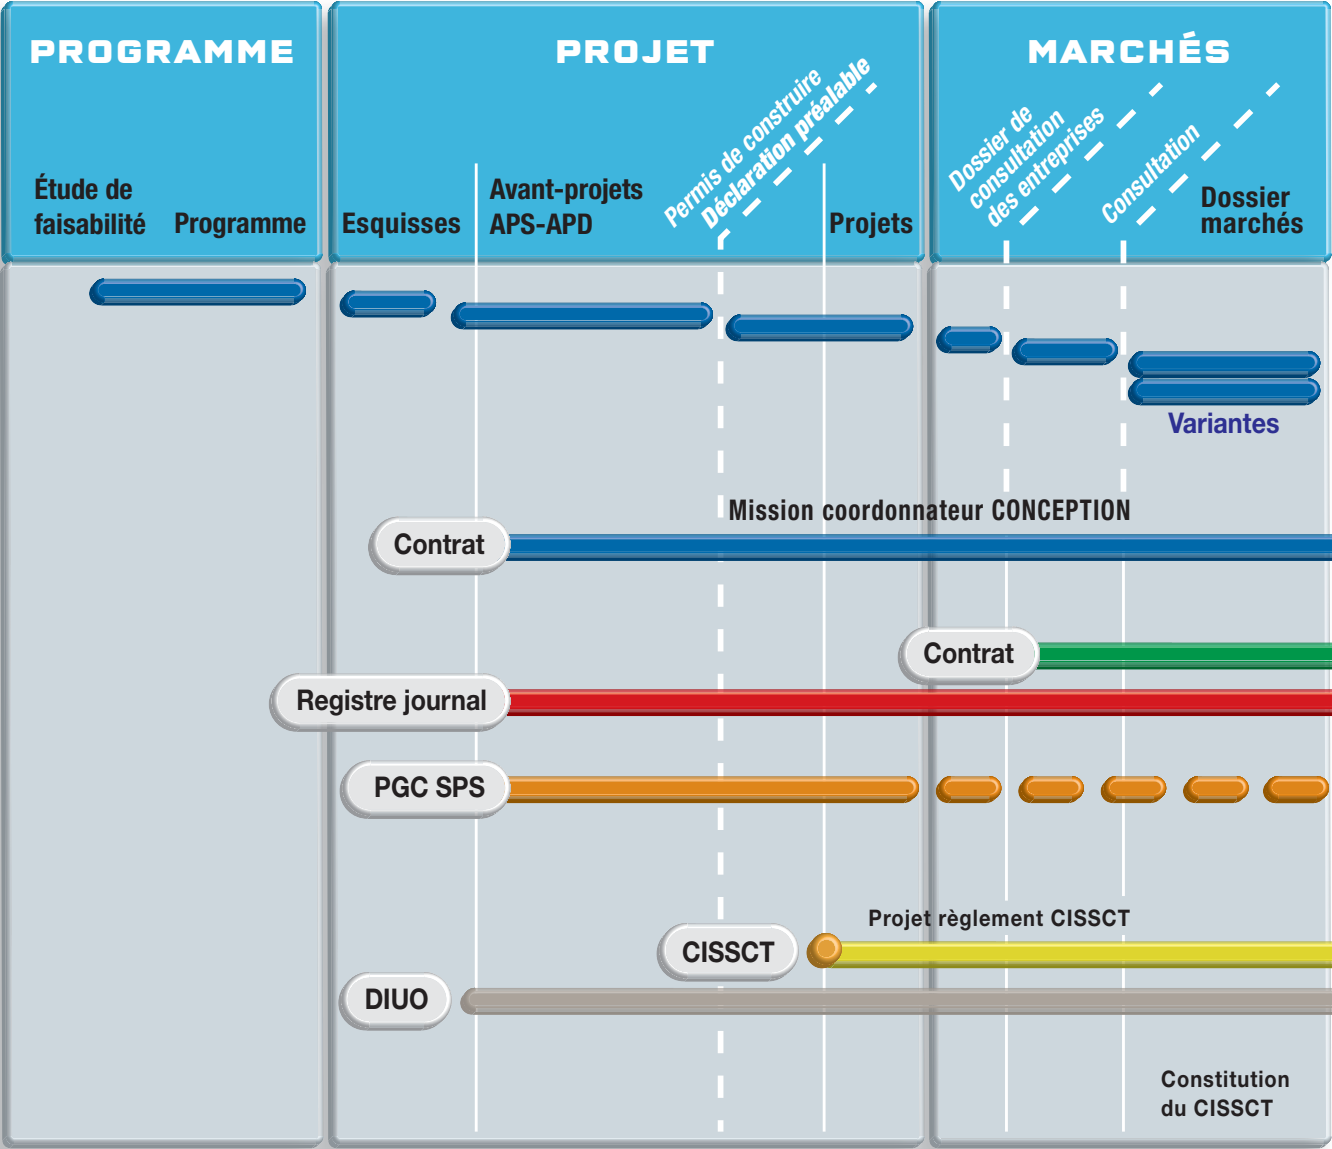 PROGRAMME
PROJET
MARCHÉS
Étude de
faisabilité
Programme
Esquisses
Avant-projets
APS-APD
Permis de construire
Déclaration préalable
Projets
Dossier de
consultation
des entreprises
Consultation
Dossier
marchés
Variantes
Mission coordonnateur CONCEPTION
Contrat
Contrat
Registre journal
PGC SPS
Projet règlement CISSCT
CISSCT
DIUO
Constitution
du CISSCT